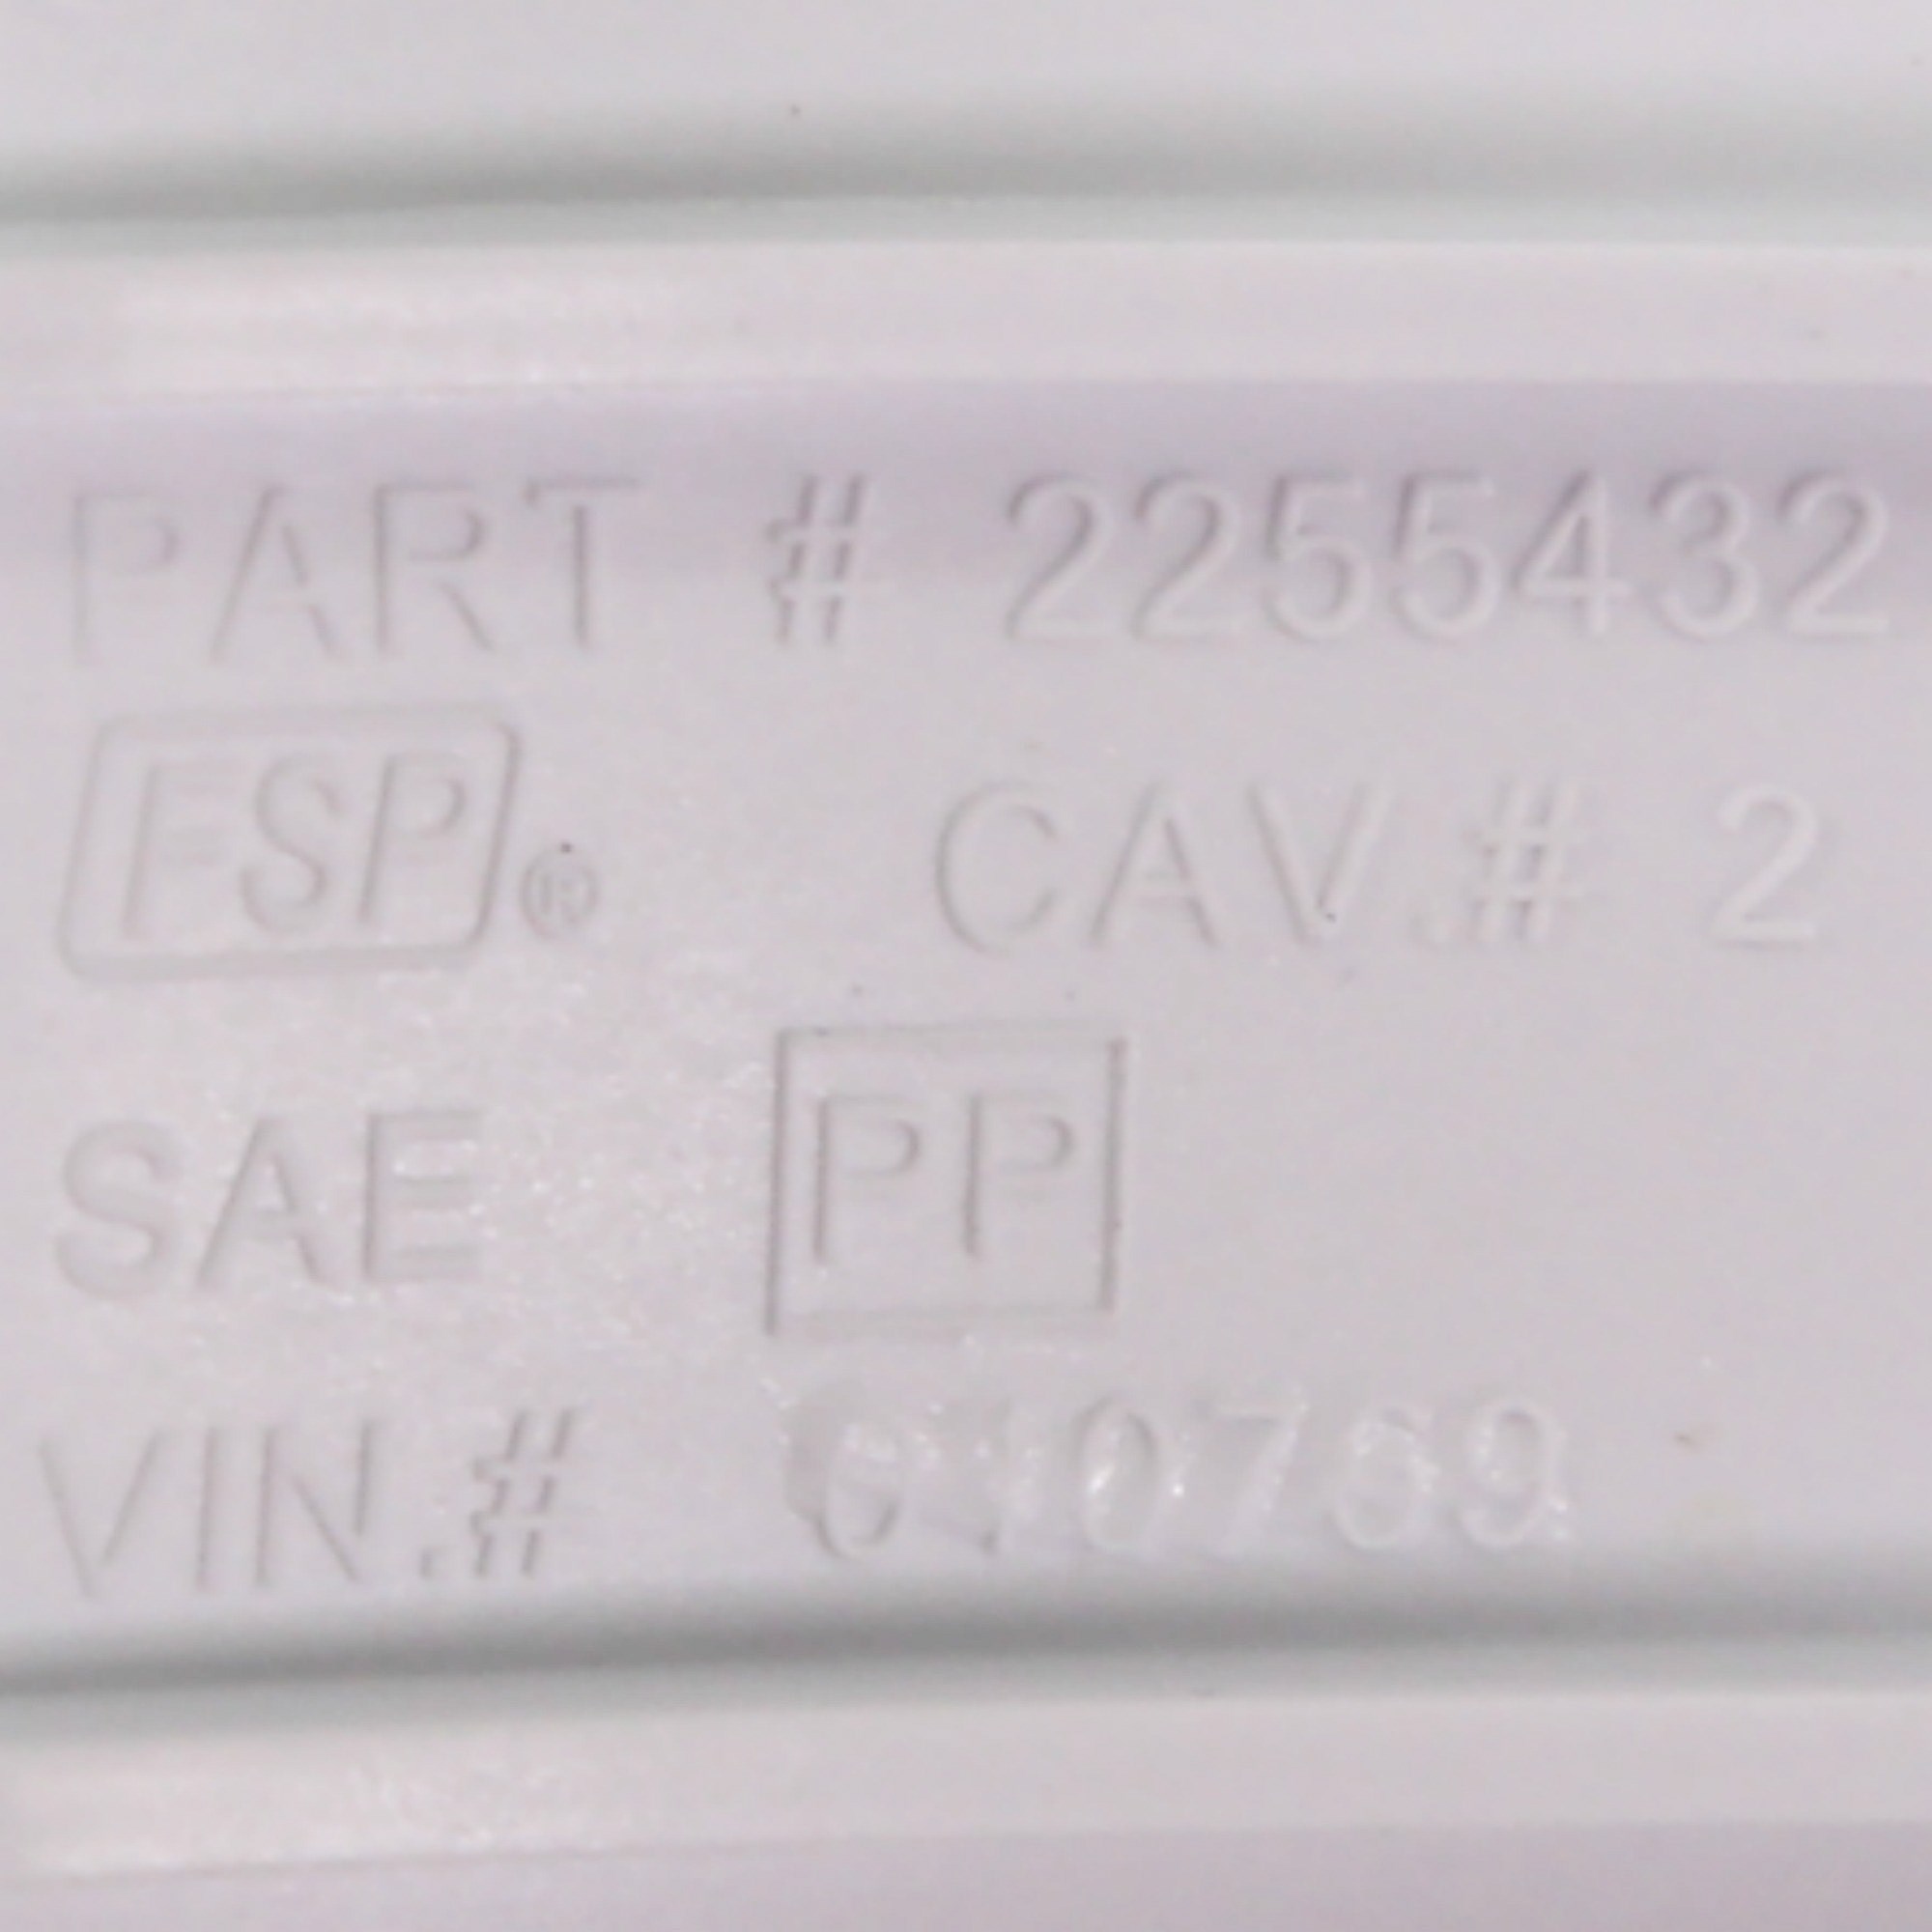 PART # 2255432
FSP® CAV.# 2
SAE PP
VIN.#